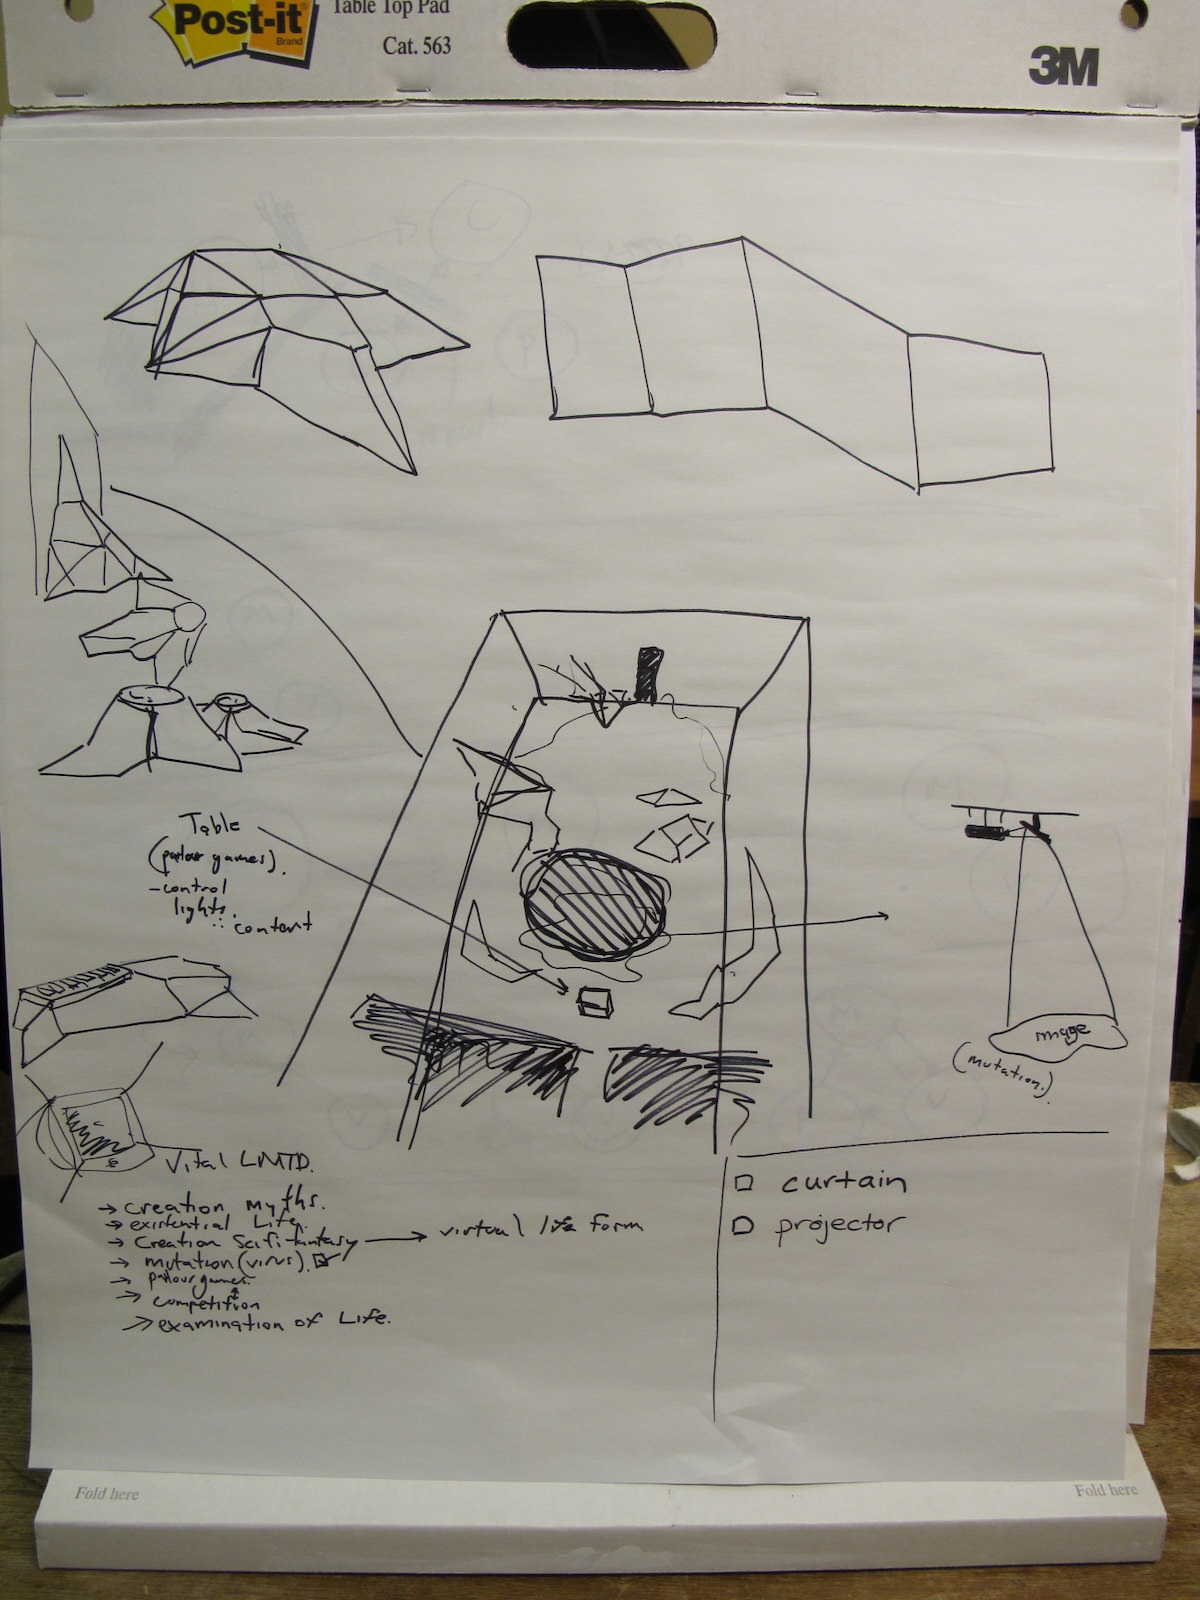 Post-it
Brand
Table Top Pad
Cat. 563
3M
Table
(parlour games).
-control
lights.
content
image
(mutation.)
Vital LMTD.
→ creation myths.
→ existential Life.
→ Creation Scifi-fantasy → virtual life form
→ mutation (virus). ☑
→ parlour games.
→ competition
→ examination of Life.
☐ curtain
☐ projector
Fold here
Fold here